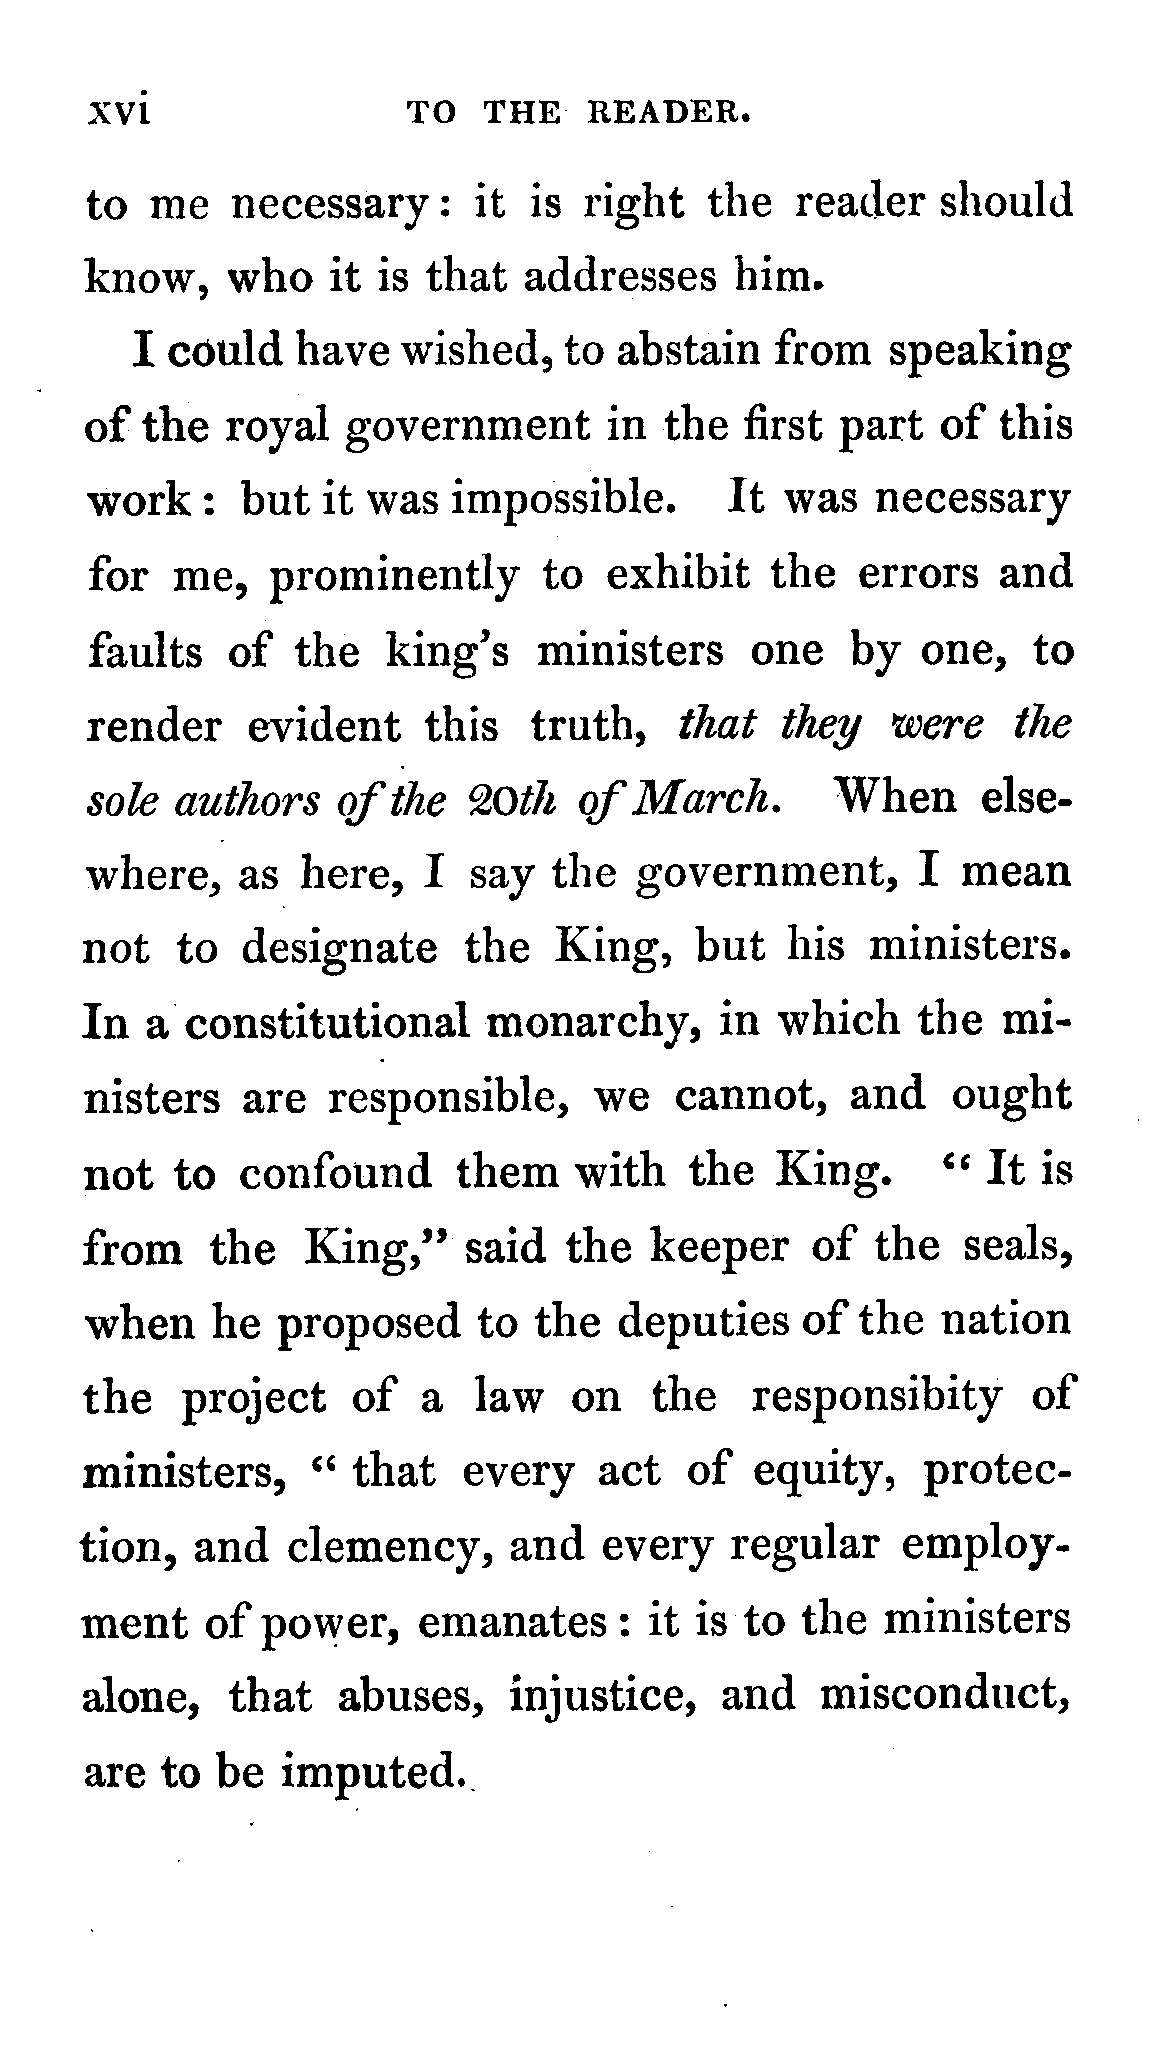 xvi TO THE READER.
to me necessary: it is right the reader should
know, who it is that addresses him.
I could have wished, to abstain from speaking
of the royal government in the first part of this
work: but it was impossible. It was necessary
for me, prominently to exhibit the errors and
faults of the king's ministers one by one, to
render evident this truth, that they were the
sole authors of the 20th of March. When else-
where, as here, I say the government, I mean
not to designate the King, but his ministers.
In a constitutional monarchy, in which the mi-
nisters are responsible, we cannot, and ought
not to confound them with the King. “ It is
from the King,” said the keeper of the seals,
when he proposed to the deputies of the nation
the project of a law on the responsibity of
ministers, “ that every act of equity, protec-
tion, and clemency, and every regular employ-
ment of power, emanates: it is to the ministers
alone, that abuses, injustice, and misconduct,
are to be imputed.